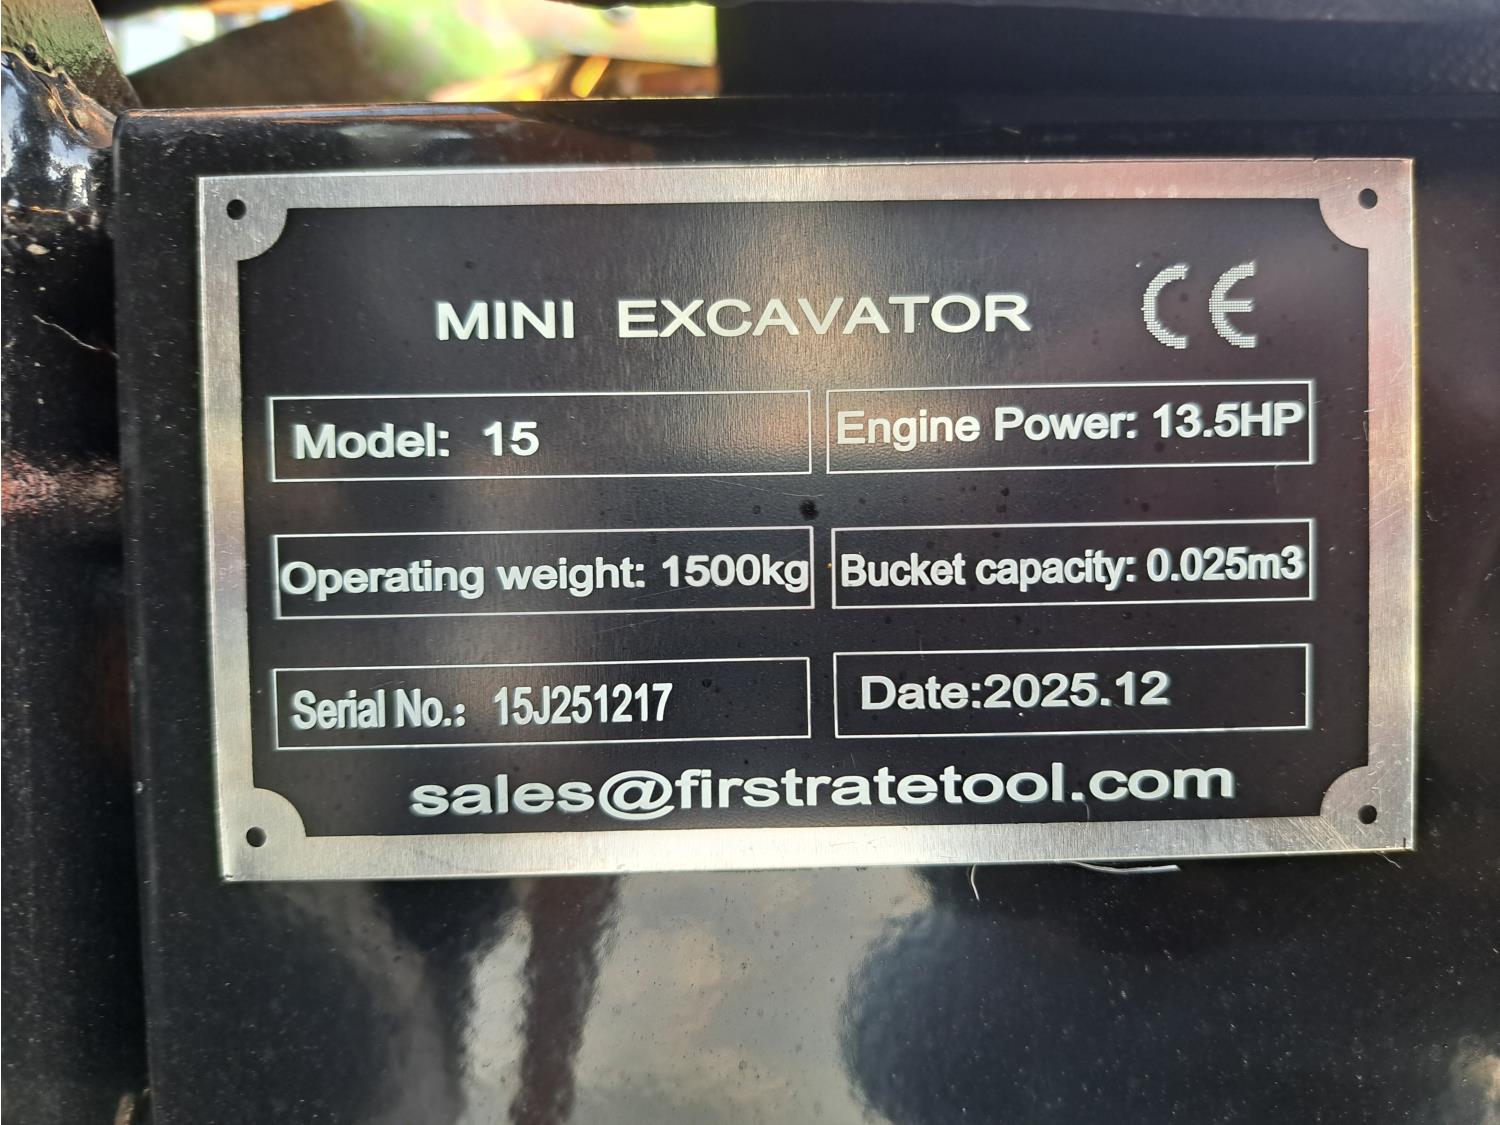 MINI EXCAVATOR CE
Model: 15
Engine Power: 13.5HP
Operating weight: 1500kg
Bucket capacity: 0.025m3
Serial No.: 15J251217
Date:2025.12
sales@firstratetool.com